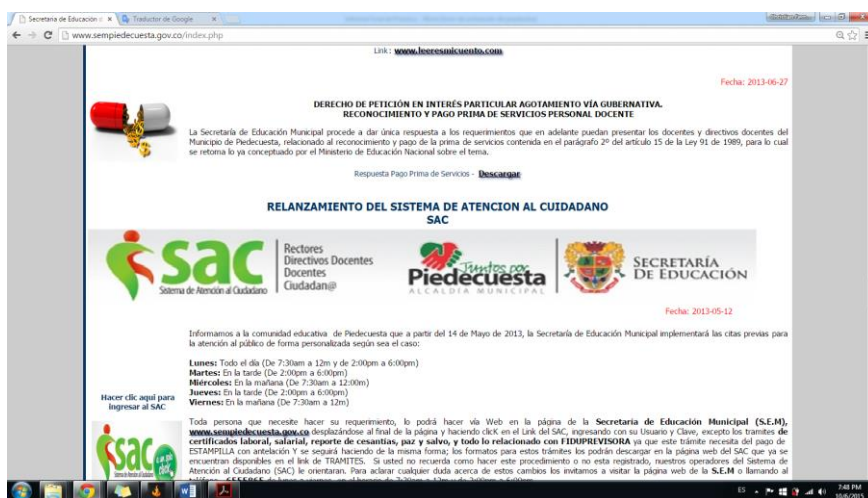 Secretaria de Educación
Traductor de Google
www.sempiedecuesta.gov.co/index.php
Link: www.leeresmicuento.com
Fecha: 2013-06-27
DERECHO DE PETICIÓN EN INTERÉS PARTICULAR AGOTAMIENTO VÍA GUBERNATIVA.
RECONOCIMIENTO Y PAGO PRIMA DE SERVICIOS PERSONAL DOCENTE
La Secretaría de Educación Municipal procede a dar única respuesta a los requerimientos que en adelante puedan presentar los docentes y directivos docentes del
Municipio de Piedecuesta, relacionado al reconocimiento y pago de la prima de servicios contenida en el parágrafo 2º del artículo 15 de la Ley 91 de 1989, para lo cual
se retoma lo ya conceptuado por el Ministerio de Educación Nacional sobre el tema.
Respuesta Pago Prima de Servicios - Descargar
RELANZAMIENTO DEL SISTEMA DE ATENCION AL CUIDADANO
SAC
sac
Sistema de Atención al Ciudadano
Rectores
Directivos Docentes
Docentes
Ciudadan@
Juntos por
Piedecuesta
ALCALDÍA MUNICIPAL
SECRETARÍA
DE EDUCACIÓN
Fecha: 2013-05-12
Informamos a la comunidad educativa de Piedecuesta que a partir del 14 de Mayo de 2013, la Secretaría de Educación Municipal implementará las citas previas para
la atención al público de forma personalizada según sea el caso:
Lunes: Todo el día (De 7:30am a 12m y de 2:00pm a 6:00pm)
Martes: En la tarde (De 2:00pm a 6:00pm)
Miércoles: En la mañana (De 7:30am a 12:00m)
Jueves: En la tarde (De 2:00pm a 6:00pm)
Viernes: En la mañana (De 7:30am a 12m)
Hacer clic aquí para
ingresar al SAC
sac
Toda persona que necesite hacer su requerimiento, lo podrá hacer vía Web en la página de la Secretaría de Educación Municipal (S.E.M),
www.sempiedecuesta.gov.co desplazándose al final de la página y haciendo clicK en el Link del SAC, ingresando con su Usuario y Clave, excepto los tramites de
certificados laboral, salarial, reporte de cesantías, paz y salvo, y todo lo relacionado con FIDUPREVISORA ya que este trámite necesita del pago de
ESTAMPILLA con antelación Y se seguirá haciendo de la misma forma; los formatos para estos trámites los podrán descargar en la página web del SAC que ya se
encuentran disponibles en el link de TRAMITES. Si usted no recuerda como hacer este procedimiento o no esta registrado, nuestros operadores del Sistema de
Atención al Ciudadano (SAC) le orientaran. Para aclarar cualquier duda acerca de estos cambios los invitamos a visitar la página web de la S.E.M o llamando al
ES
7:48 PM